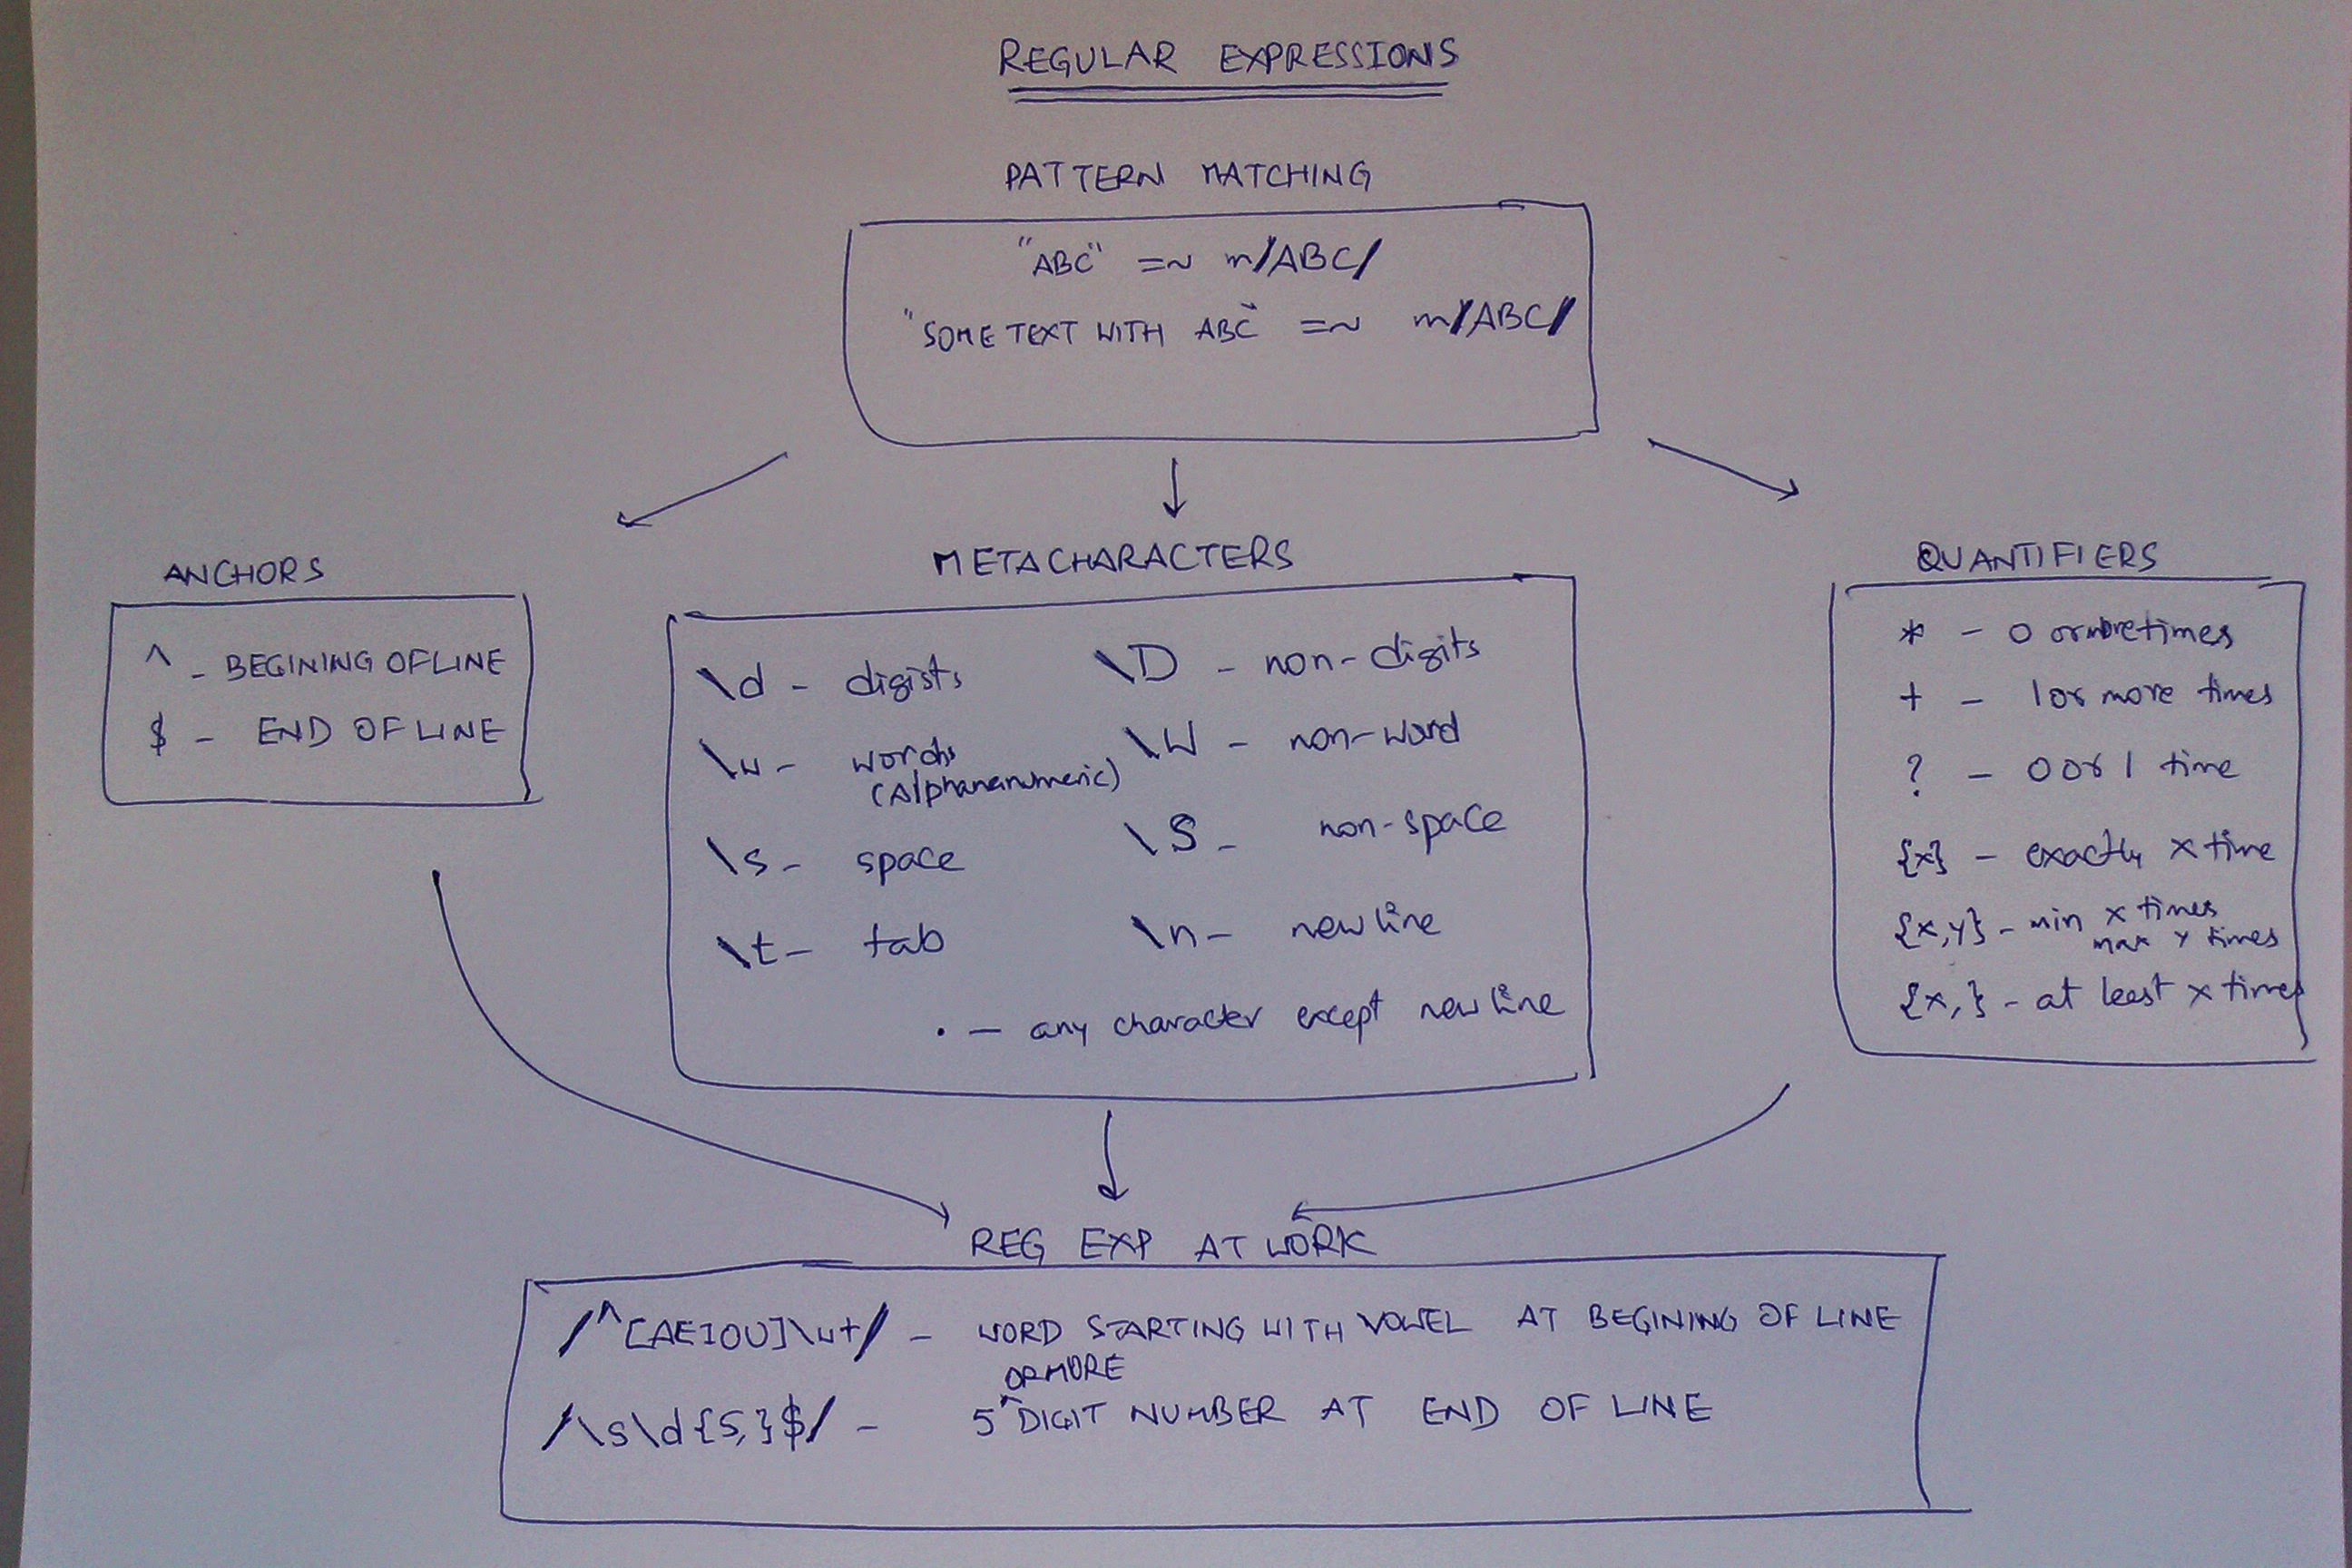 REGULAR EXPRESSIONS
PATTERN MATCHING
"ABC" =~ m/ABC/
"SOME TEXT WITH ABC" =~ m/ABC/
ANCHORS
^ - BEGINING OF LINE
$ - END OF LINE
METACHARACTERS
\d - digists \D - non-digits
\w - words \W - non-word
(Alphananumeric)
\s - space \S - non-space
\t - tab \n - new line
. - any character except new line
QUANTIFIERS
* - 0 or more times
+ - 1 or more times
? - 0 or 1 time
{x} - exactly x time
{x,y} - min x times
max y times
{x,} - at least x times
REG EXP AT WORK
/^[AEIOU]\w+/ - WORD STARTING WITH VOWEL AT BEGINING OF LINE
OR MORE
/\s\d{5,}$/ - 5^DIGIT NUMBER AT END OF LINE